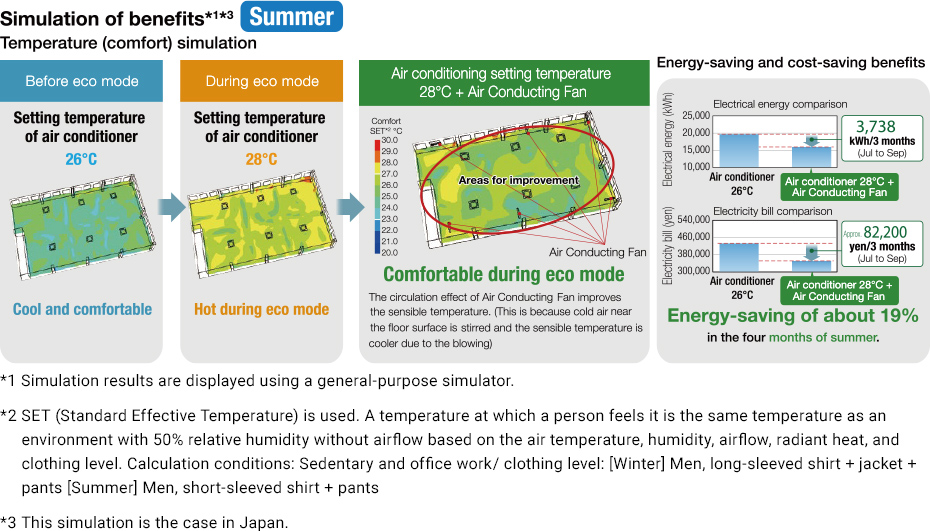 Simulation of benefits*1*3 Summer
Temperature (comfort) simulation
Before eco mode
Setting temperature
of air conditioner
26°C
Cool and comfortable
During eco mode
Setting temperature
of air conditioner
28°C
Hot during eco mode
Air conditioning setting temperature
28°C + Air Conducting Fan
Comfort
SET*2 °C
30.0
29.0
28.0
27.0
26.0
25.0
24.0
23.0
22.0
21.0
20.0
Areas for improvement
Air Conducting Fan
Comfortable during eco mode
The circulation effect of Air Conducting Fan improves
the sensible temperature. (This is because cold air near
the floor surface is stirred and the sensible temperature is
cooler due to the blowing)
Energy-saving and cost-saving benefits
Electrical energy comparison
Electrical energy (kWh)
25,000
20,000
15,000
10,000
3,738
kWh/3 months
(Jul to Sep)
Air conditioner
26°C
Air conditioner 28°C +
Air Conducting Fan
Electricity bill comparison
Electricity bill (yen)
540,000
460,000
380,000
300,000
Approx. 82,200
yen/3 months
(Jul to Sep)
Air conditioner
26°C
Air conditioner 28°C +
Air Conducting Fan
Energy-saving of about 19%
in the four months of summer.
*1 Simulation results are displayed using a general-purpose simulator.
*2 SET (Standard Effective Temperature) is used. A temperature at which a person feels it is the same temperature as an
environment with 50% relative humidity without airflow based on the air temperature, humidity, airflow, radiant heat, and
clothing level. Calculation conditions: Sedentary and office work/ clothing level: [Winter] Men, long-sleeved shirt + jacket +
pants [Summer] Men, short-sleeved shirt + pants
*3 This simulation is the case in Japan.